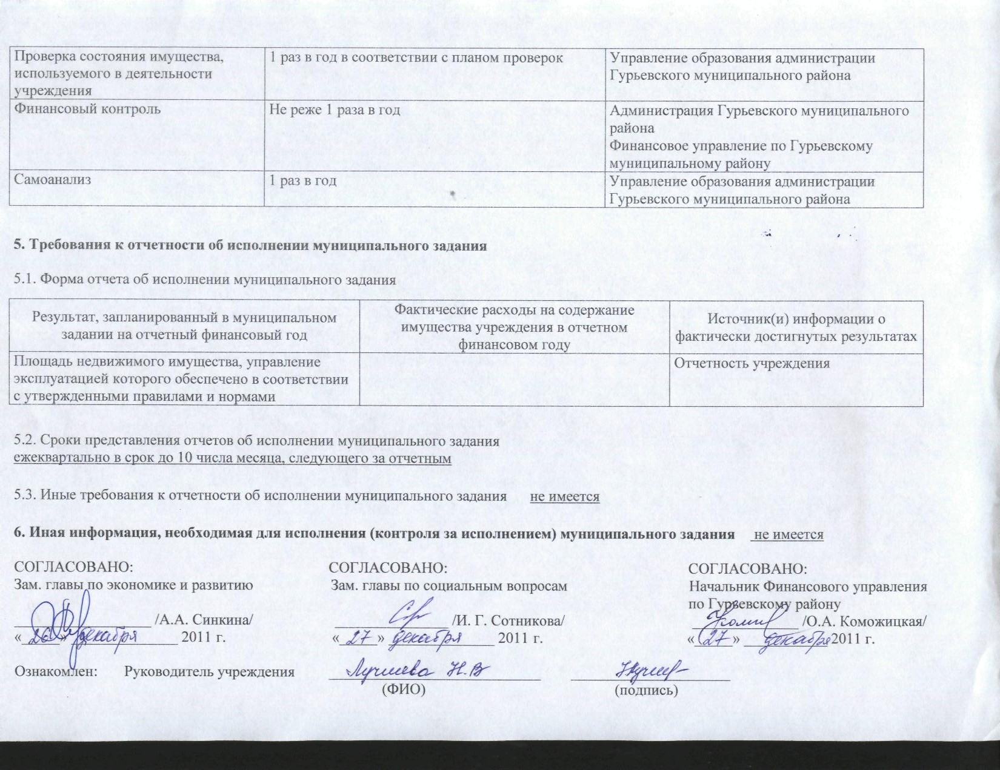 Проверка состояния имущества,
используемого в деятельности
учреждения
1 раз в год в соответствии с планом проверок
Управление образования администрации
Гурьевского муниципального района
Финансовый контроль
Не реже 1 раза в год
Администрация Гурьевского муниципального
района
Финансовое управление по Гурьевскому
муниципальному району
Самоанализ
1 раз в год
Управление образования администрации
Гурьевского муниципального района
5. Требования к отчетности об исполнении муниципального задания
5.1. Форма отчета об исполнении муниципального задания
Результат, запланированный в муниципальном
задании на отчетный финансовый год
Фактические расходы на содержание
имущества учреждения в отчетном
финансовом году
Источник(и) информации о
фактически достигнутых результатах
Площадь недвижимого имущества, управление
эксплуатацией которого обеспечено в соответствии
с утвержденными правилами и нормами
Отчетность учреждения
5.2. Сроки представления отчетов об исполнении муниципального задания
ежеквартально в срок до 10 числа месяца, следующего за отчетным
5.3. Иные требования к отчетности об исполнении муниципального задания не имеется
6. Иная информация, необходимая для исполнения (контроля за исполнением) муниципального задания не имеется
СОГЛАСОВАНО:
Зам. главы по экономике и развитию
/А.А. Синкина/
« 26 » декабря 2011 г.
СОГЛАСОВАНО:
Зам. главы по социальным вопросам
/И. Г. Сотникова/
« 27 » декабря 2011 г.
СОГЛАСОВАНО:
Начальник Финансового управления
по Гурьевскому району
/О.А. Коможицкая/
« 27 » декабря 2011 г.
Ознакомлен: Руководитель учреждения Н.В
(ФИО)
(подпись)